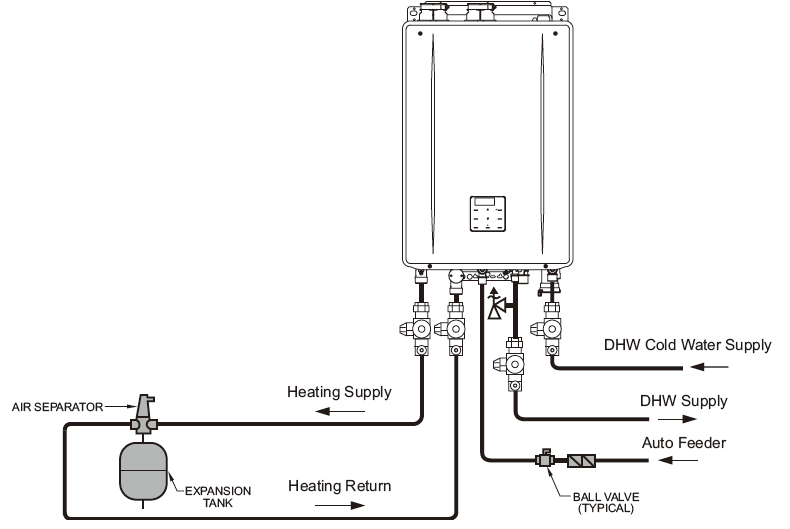 DHW Cold Water Supply
Heating Supply
DHW Supply
AIR SEPARATOR
Auto Feeder
Heating Return
EXPANSION
TANK
BALL VALVE
(TYPICAL)